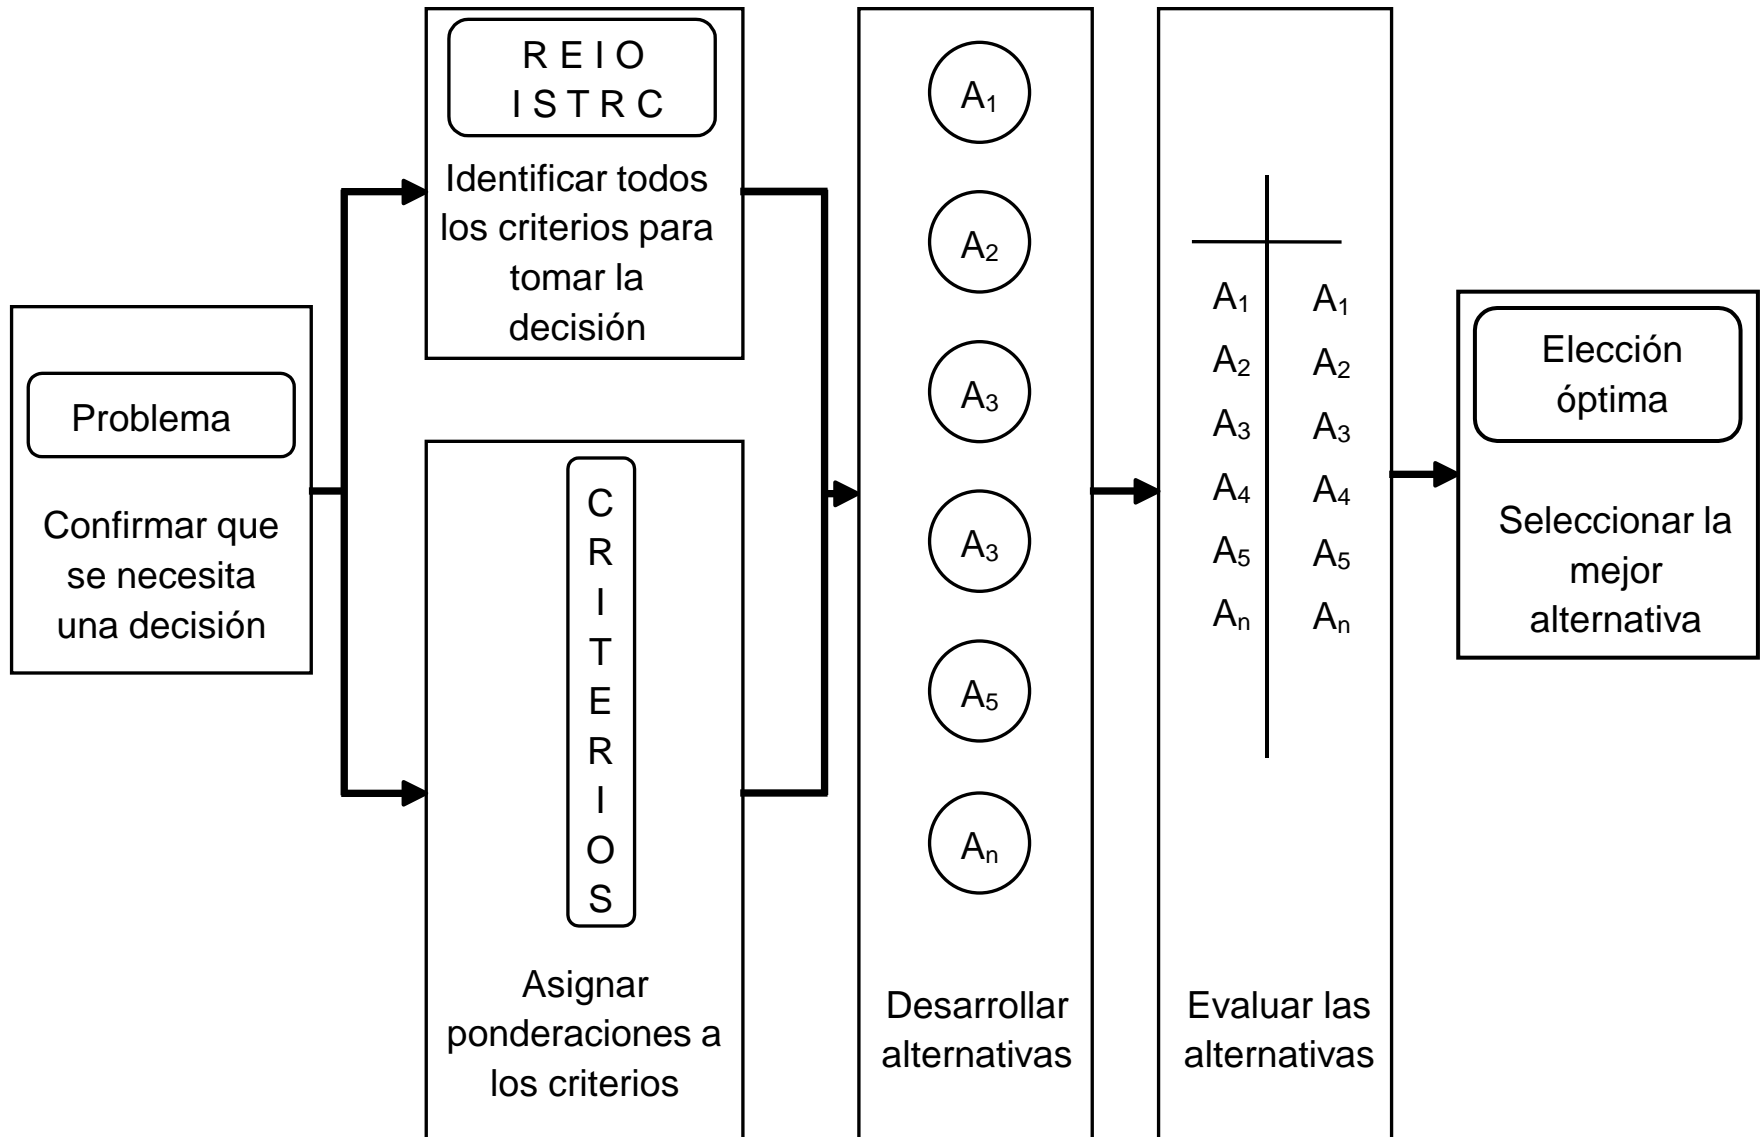 Problema
Confirmar que
se necesita
una decisión
R E I O
I S T R C
Identificar todos
los criterios para
tomar la
decisión
C
R
I
T
E
R
I
O
S
Asignar
ponderaciones a
los criterios
A₁
A₂
A₃
A₃
A₅
Aₙ
Desarrollar
alternativas
A₁ A₁
A₂ A₂
A₃ A₃
A₄ A₄
A₅ A₅
Aₙ Aₙ
Evaluar las
alternativas
Elección
óptima
Seleccionar la
mejor
alternativa